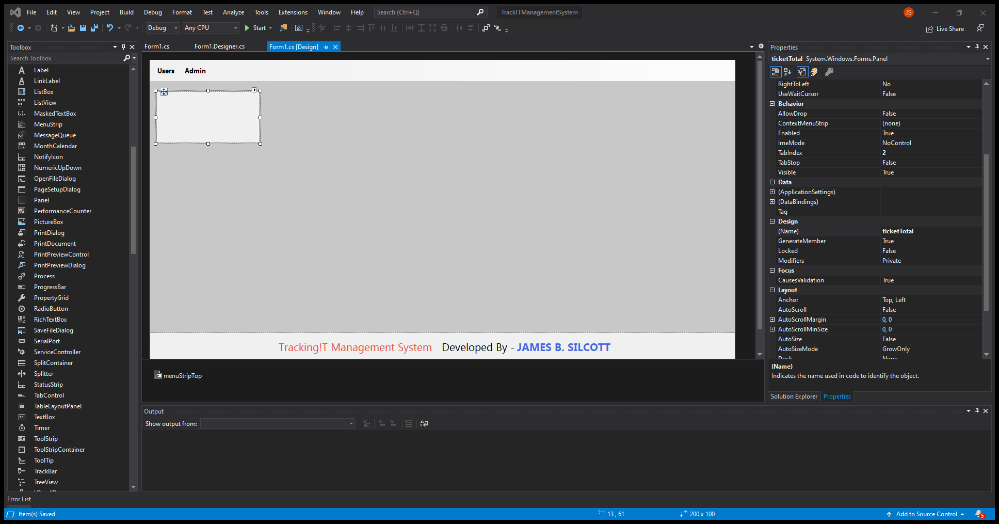 File Edit View Project Build Debug Format Test Analyze Tools Extensions Window Help Search (Ctrl+Q) TrackITManagementSystem JS
Debug Any CPU Start Live Share
Toolbox
Search Toolbox
Label
LinkLabel
ListBox
ListView
MaskedTextBox
MenuStrip
MessageQueue
MonthCalendar
NotifyIcon
NumericUpDown
OpenFileDialog
PageSetupDialog
Panel
PerformanceCounter
PictureBox
PrintDialog
PrintDocument
PrintPreviewControl
PrintPreviewDialog
Process
ProgressBar
PropertyGrid
RadioButton
RichTextBox
SaveFileDialog
SerialPort
ServiceController
SplitContainer
Splitter
StatusStrip
TabControl
TableLayoutPanel
TextBox
Timer
ToolStrip
ToolStripContainer
ToolTip
TrackBar
TreeView
Form1.cs Form1.Designer.cs Form1.cs [Design]
Users Admin
Tracking!T Management System Developed By - JAMES B. SILCOTT
menuStripTop
Output
Show output from:
Properties
ticketTotal System.Windows.Forms.Panel
RightToLeft No
UseWaitCursor False
Behavior
AllowDrop False
ContextMenuStrip (none)
Enabled True
ImeMode NoControl
TabIndex 2
TabStop False
Visible True
Data
(ApplicationSettings)
(DataBindings)
Tag
Design
(Name) ticketTotal
GenerateMember True
Locked False
Modifiers Private
Focus
CausesValidation True
Layout
Anchor Top, Left
AutoScroll False
AutoScrollMargin 0, 0
AutoScrollMinSize 0, 0
AutoSize False
AutoSizeMode GrowOnly
Dock None
(Name)
Indicates the name used in code to identify the object.
Solution Explorer Properties
Error List
Item(s) Saved 13 , 61 200 x 100 Add to Source Control 5